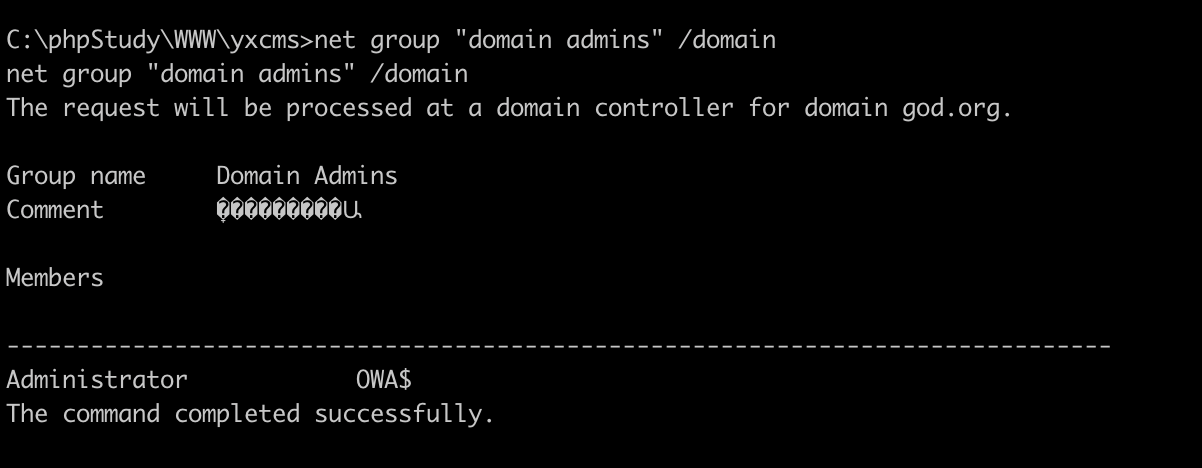 C:\phpStudy\WWW\yxcms>net group "domain admins" /domain
net group "domain admins" /domain
The request will be processed at a domain controller for domain god.org.
Group name     Domain Admins
Comment
Members
-------------------------------------------------------------------------------
Administrator            OWA$
The command completed successfully.